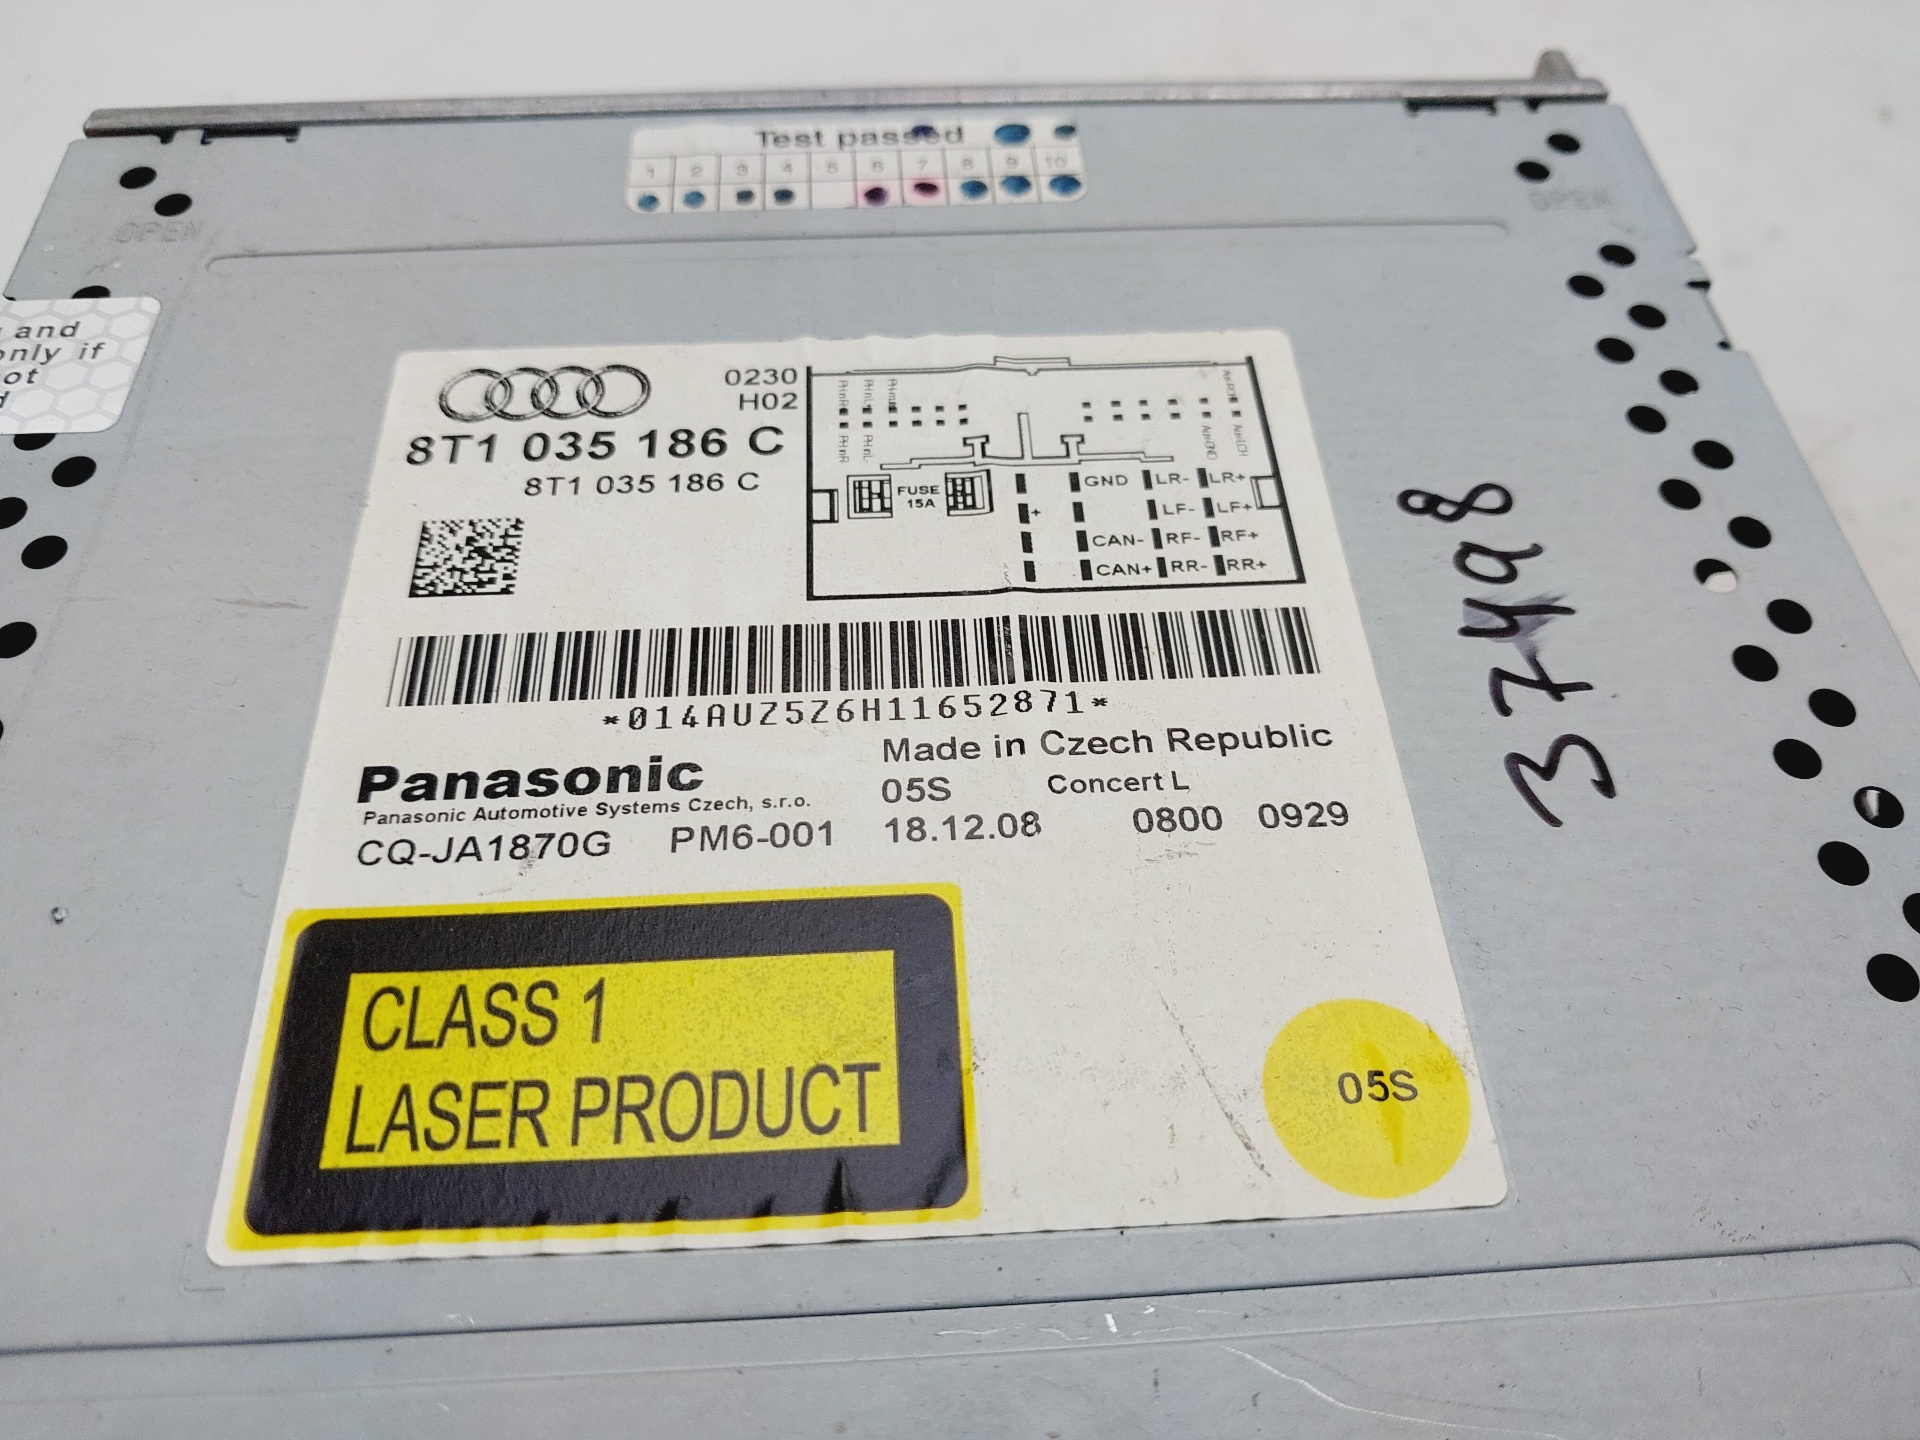 Test passed
1 2 3 4 5 6 7 8 9 10
OPEN
OPEN
and
only if
not
0230
H02
8T1 035 186 C
8T1 035 186 C
FUSE
15A
GND LR- LR+
+ LF- LF+
CAN- RF- RF+
CAN+ RR- RR+
*014AUZ5Z6H11652871*
Made in Czech Republic
Panasonic
Panasonic Automotive Systems Czech, s.r.o.
05S Concert L
CQ-JA1870G PM6-001 18.12.08 0800 0929
CLASS 1
LASER PRODUCT
05S
37498